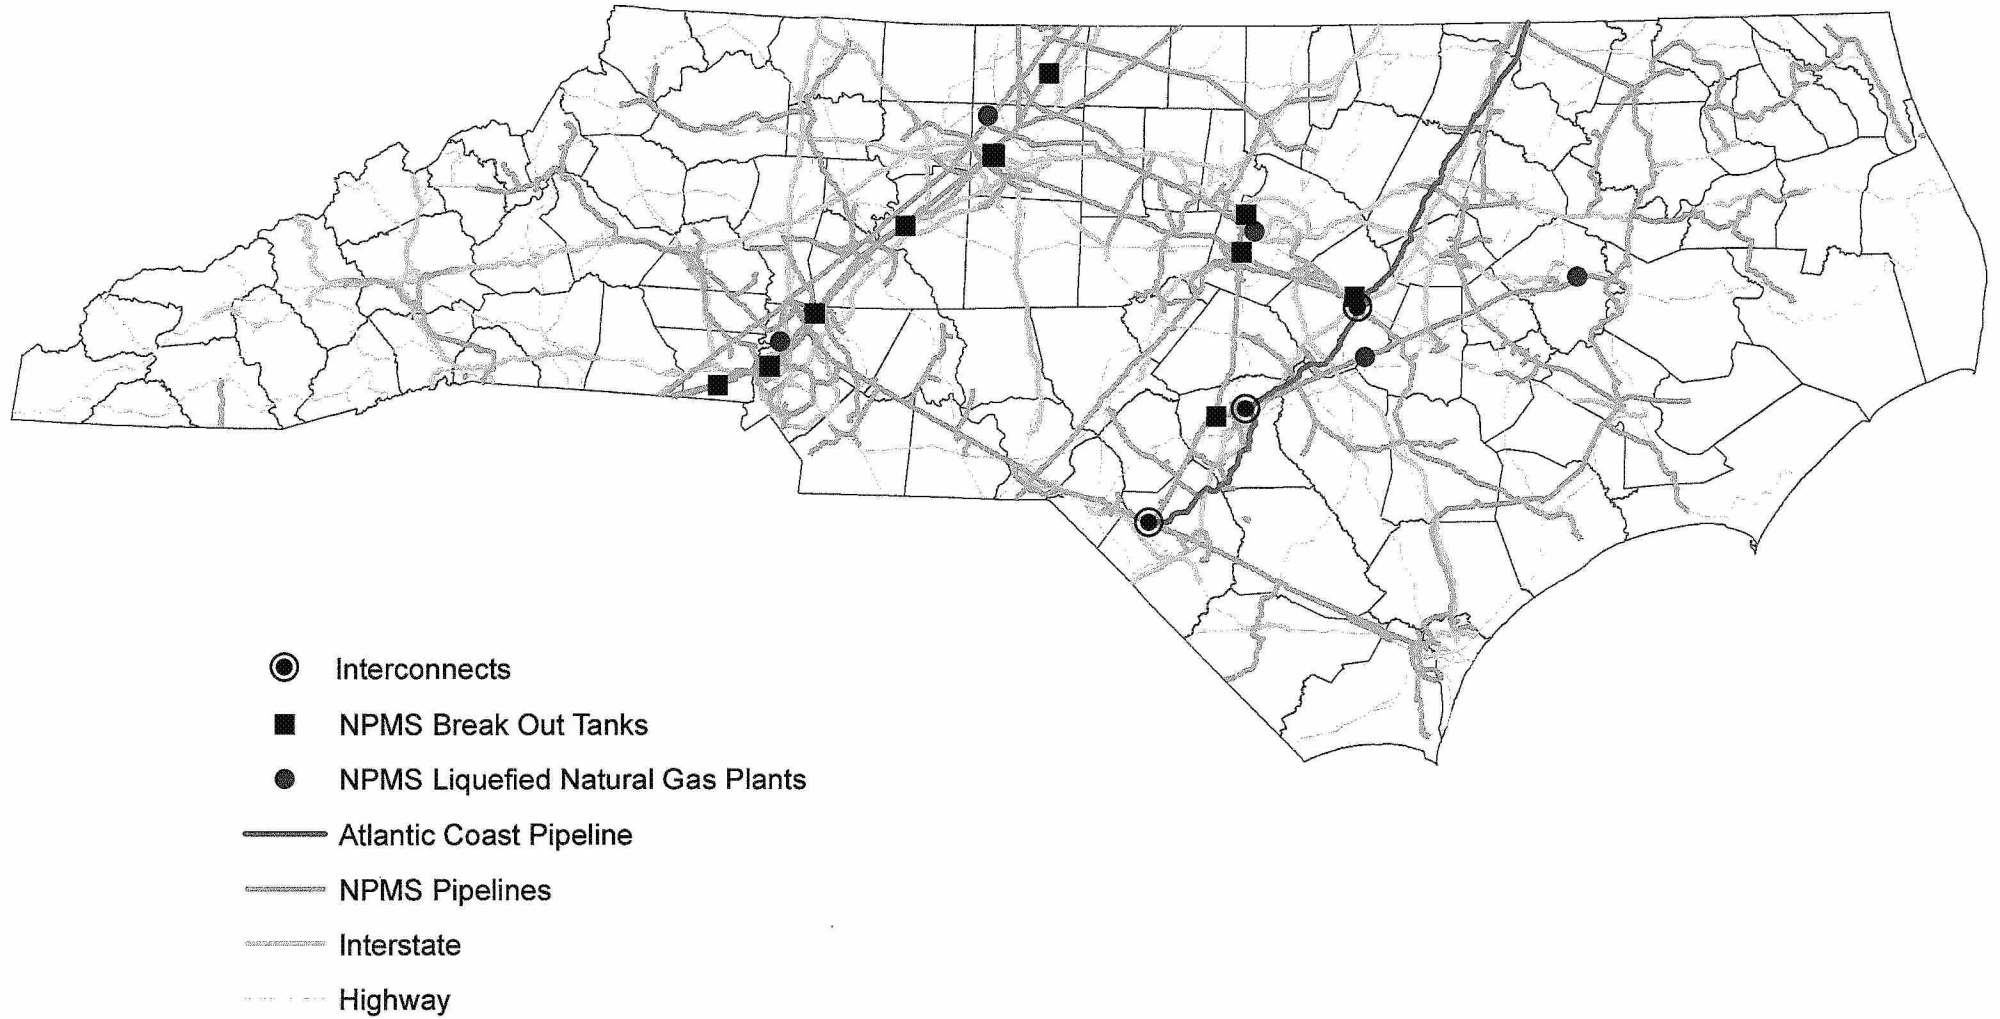 Interconnects
NPMS Break Out Tanks
NPMS Liquefied Natural Gas Plants
Atlantic Coast Pipeline
NPMS Pipelines
Interstate
Highway